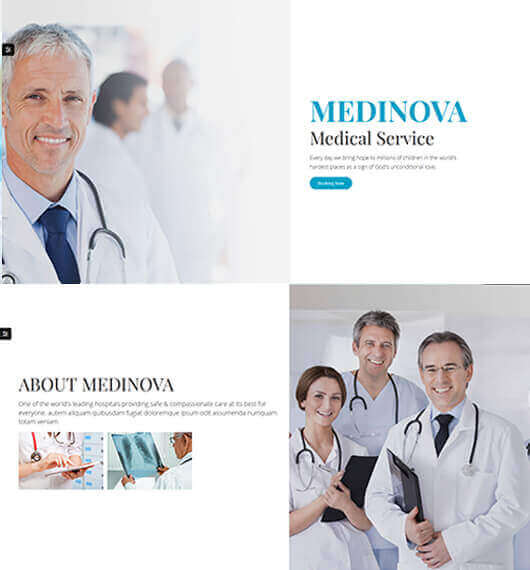 MEDINOVA
Medical Service
Every day we bring hope to millions of children in the world's
hardest places as a sign of God's unconditional love.
Booking Now
ABOUT MEDINOVA
One of the world's leading hospitals providing safe & compassionate care at its best for
everyone. autem aliquam quibusdam fugiat doloremque ipsum odit assumenda numquam
totam veniam.